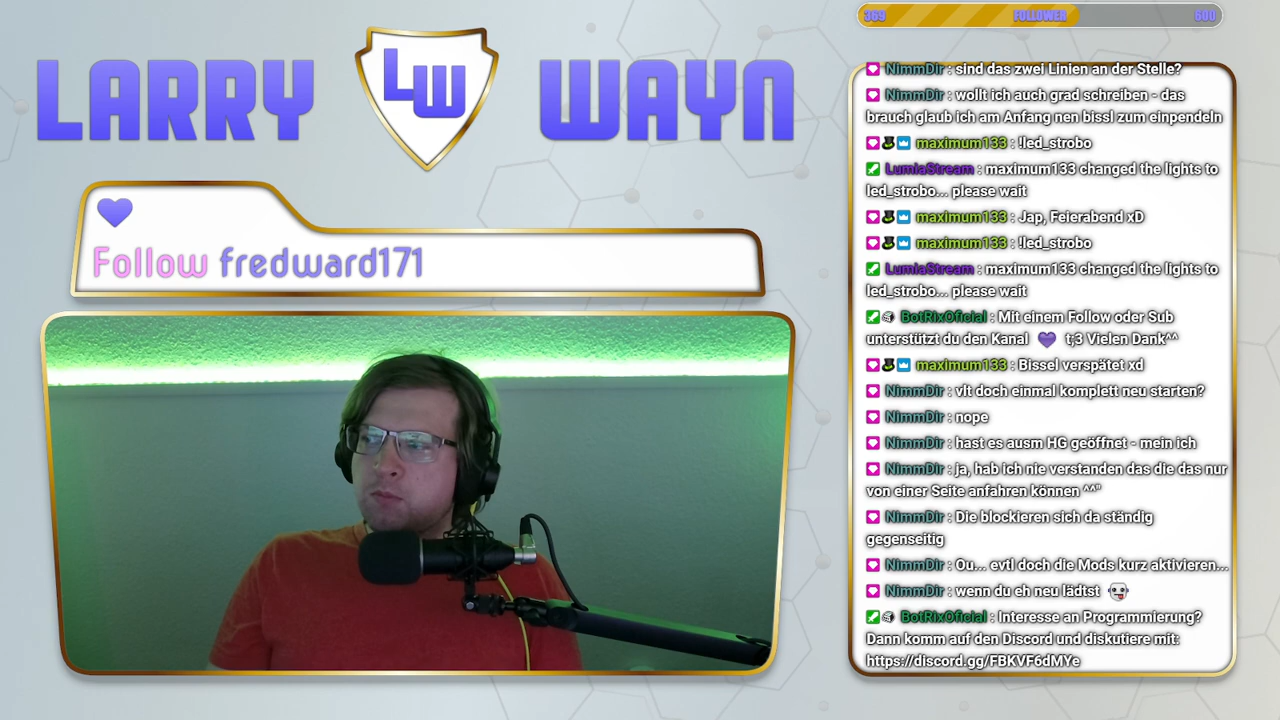 LARRY LW WAYN
Follow fredward171
369 FOLLOWER 600
NimmDir : sind das zwei Linien an der Stelle?
NimmDir : wollt ich auch grad schreiben - das
brauch glaub ich am Anfang nen bissl zum einpendeln
maximum133 : !led_strobo
LumiaStream : maximum133 changed the lights to
led_strobo... please wait
maximum133 : Jap, Feierabend xD
maximum133 : !led_strobo
LumiaStream : maximum133 changed the lights to
led_strobo... please wait
BotRixOficial : Mit einem Follow oder Sub
unterstützt du den Kanal 💜 t;3 Vielen Dank^^
maximum133 : Bissel verspätet xd
NimmDir : vlt doch einmal komplett neu starten?
NimmDir : nope
NimmDir : hast es ausm HG geöffnet - mein ich
NimmDir : ja, hab ich nie verstanden das die das nur
von einer Seite anfahren können ^^"
NimmDir : Die blockieren sich da ständig
gegenseitig
NimmDir : Ou... evtl doch die Mods kurz aktivieren...
NimmDir : wenn du eh neu lädtst
BotRixOficial : Interesse an Programmierung?
Dann komm auf den Discord und diskutiere mit:
https://discord.gg/FBKVF6dMYe